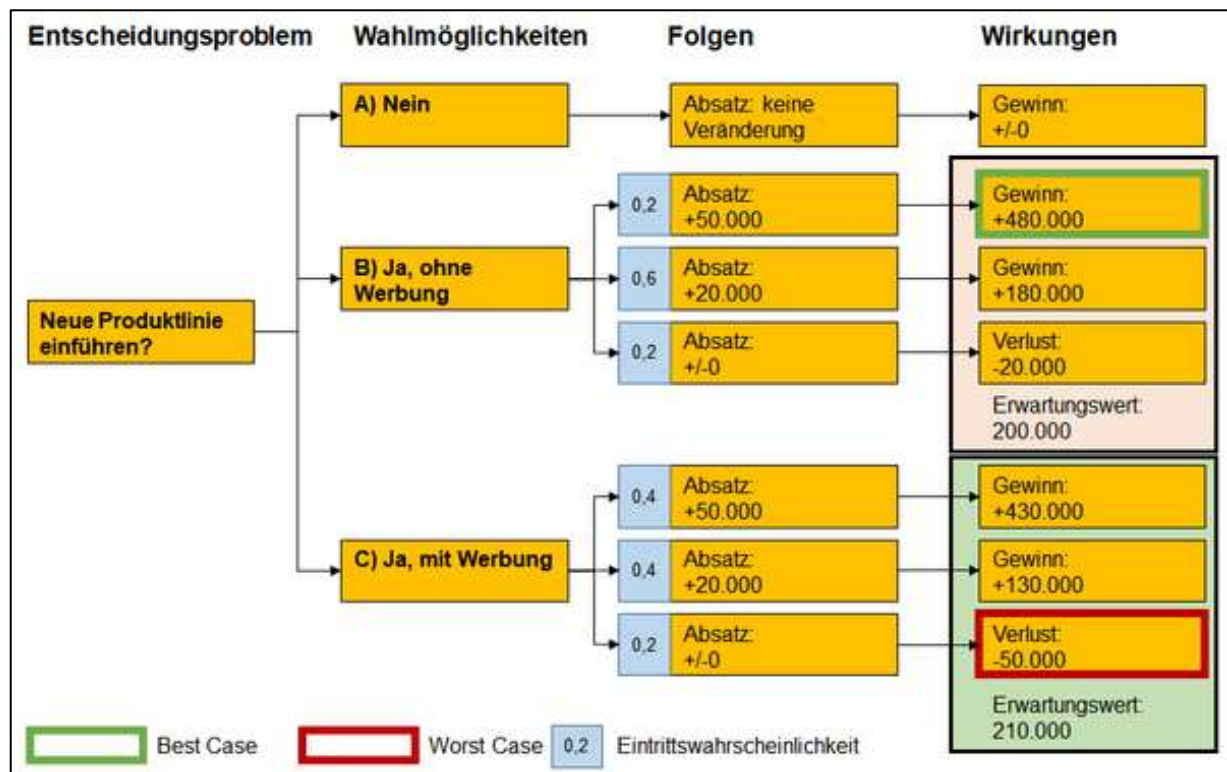 Entscheidungsproblem
Wahlmöglichkeiten
Folgen
Wirkungen
A) Nein
Absatz: keine
Veränderung
Gewinn:
+/-0
0,2
Absatz:
+50.000
Gewinn:
+480.000
B) Ja, ohne
Werbung
0,6
Absatz:
+20.000
Gewinn:
+180.000
Neue Produktlinie
einführen?
0,2
Absatz:
+/-0
Verlust:
-20.000
Erwartungswert:
200.000
0,4
Absatz:
+50.000
Gewinn:
+430.000
C) Ja, mit Werbung
0,4
Absatz:
+20.000
Gewinn:
+130.000
0,2
Absatz:
+/-0
Verlust:
-50.000
Erwartungswert:
210.000
Best Case
Worst Case
0,2
Eintrittswahrscheinlichkeit